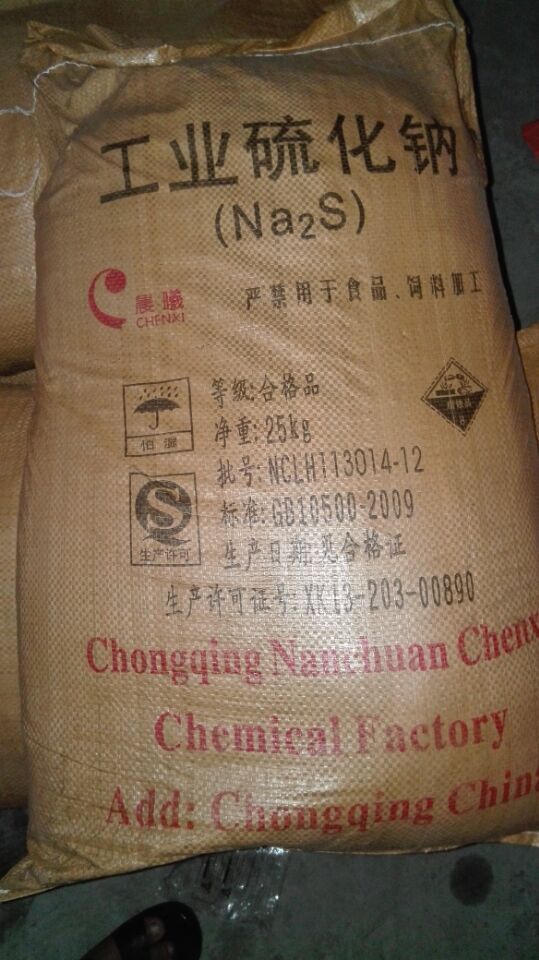 工业硫化钠
(Na₂S)
晨曦
CHENXI
严禁用于食品、饲料加工
怕湿
等级:合格品
净重:25kg
批号:NCLH113014-12
标准:GB10500-2009
生产日期:见合格证
生产许可
生产许可证号:XK13-203-00890
Chongqing Nanchuan Chenx
Chemical Factory
Add: Chongqing China